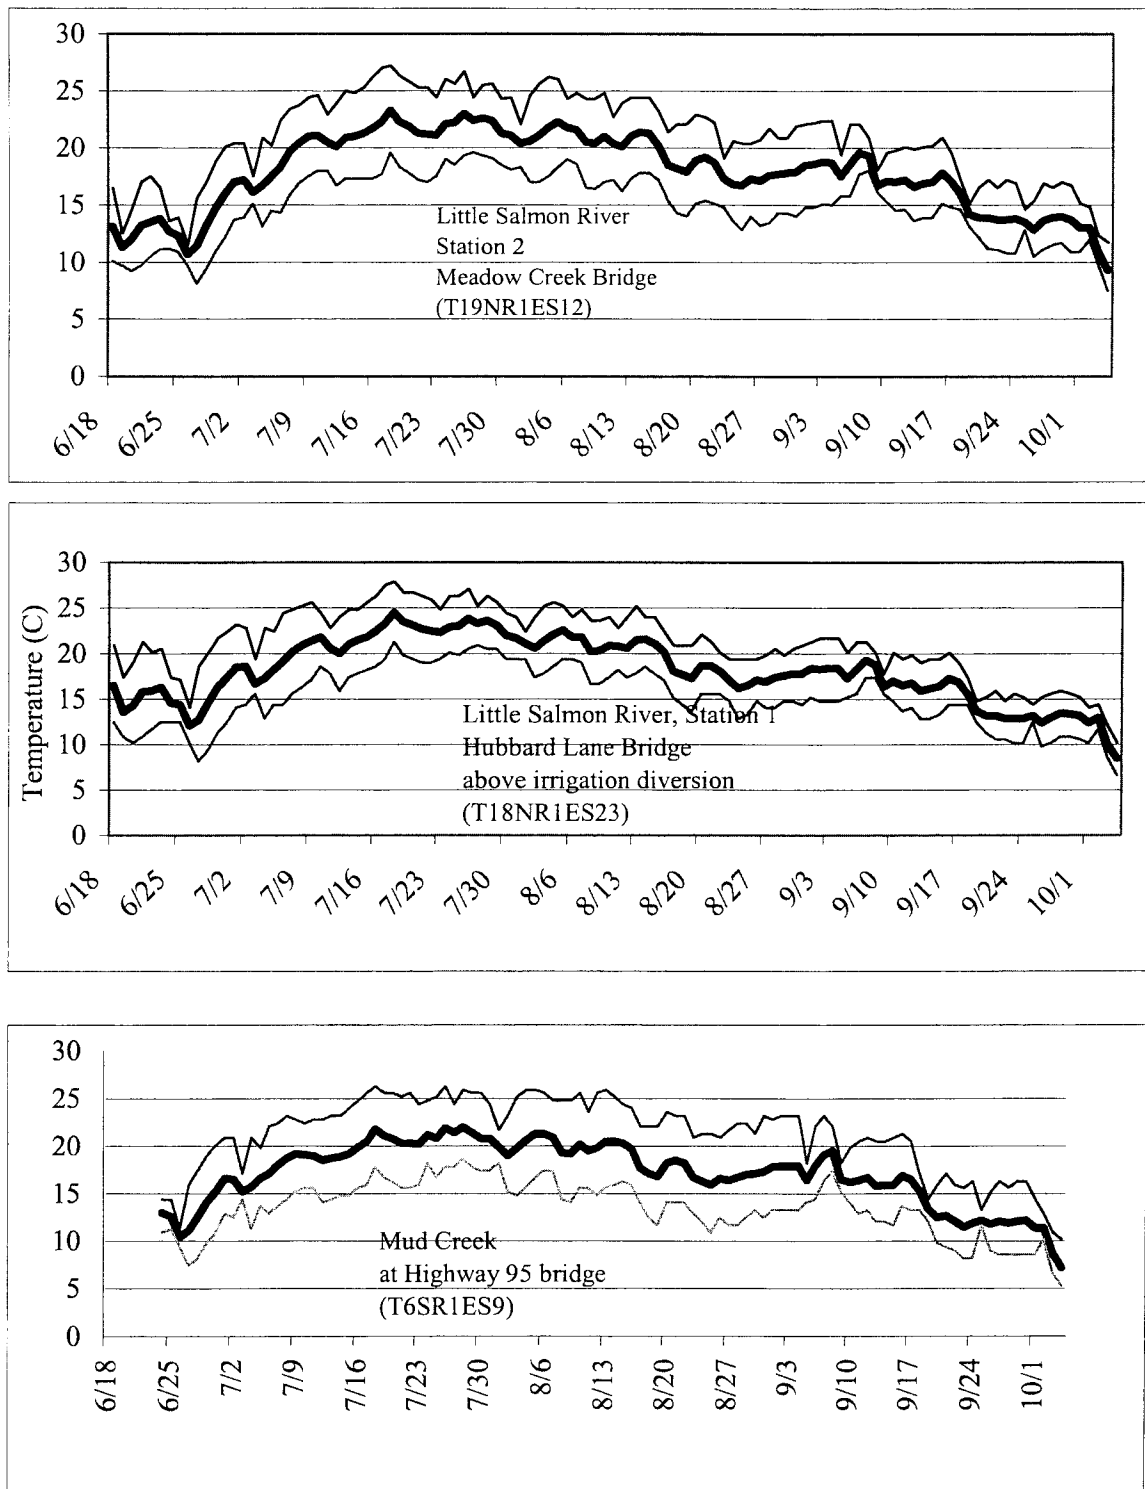 30
25
20
15
10
5
0
Little Salmon River
Station 2
Meadow Creek Bridge
(T19NR1ES12)
6/18 6/25 7/2 7/9 7/16 7/23 7/30 8/6 8/13 8/20 8/27 9/3 9/10 9/17 9/24 10/1
Temperature (C)
30
25
20
15
10
5
0
Little Salmon River, Station 1
Hubbard Lane Bridge
above irrigation diversion
(T18NR1ES23)
6/18 6/25 7/2 7/9 7/16 7/23 7/30 8/6 8/13 8/20 8/27 9/3 9/10 9/17 9/24 10/1
30
25
20
15
10
5
0
Mud Creek
at Highway 95 bridge
(T6SR1ES9)
6/18 6/25 7/2 7/9 7/16 7/23 7/30 8/6 8/13 8/20 8/27 9/3 9/10 9/17 9/24 10/1